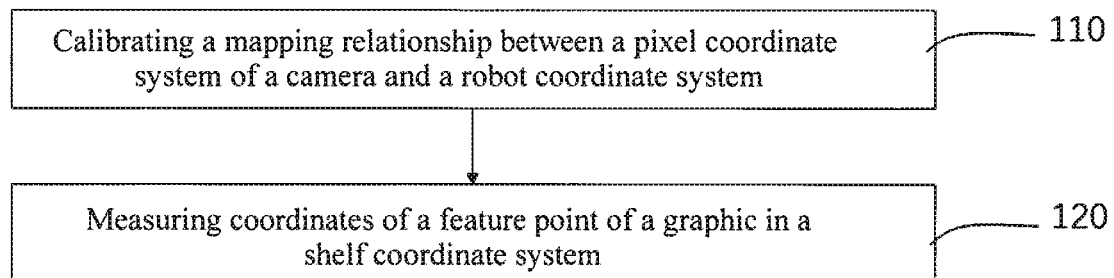 Calibrating a mapping relationship between a pixel coordinate
system of a camera and a robot coordinate system
110
Measuring coordinates of a feature point of a graphic in a
shelf coordinate system
120